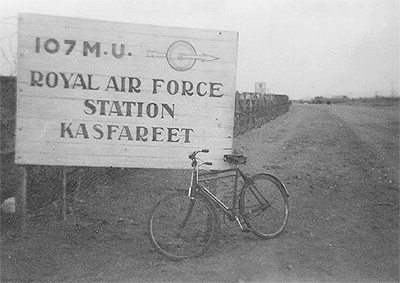 107 M.U.
ROYAL AIR FORCE
STATION
KASFAREET